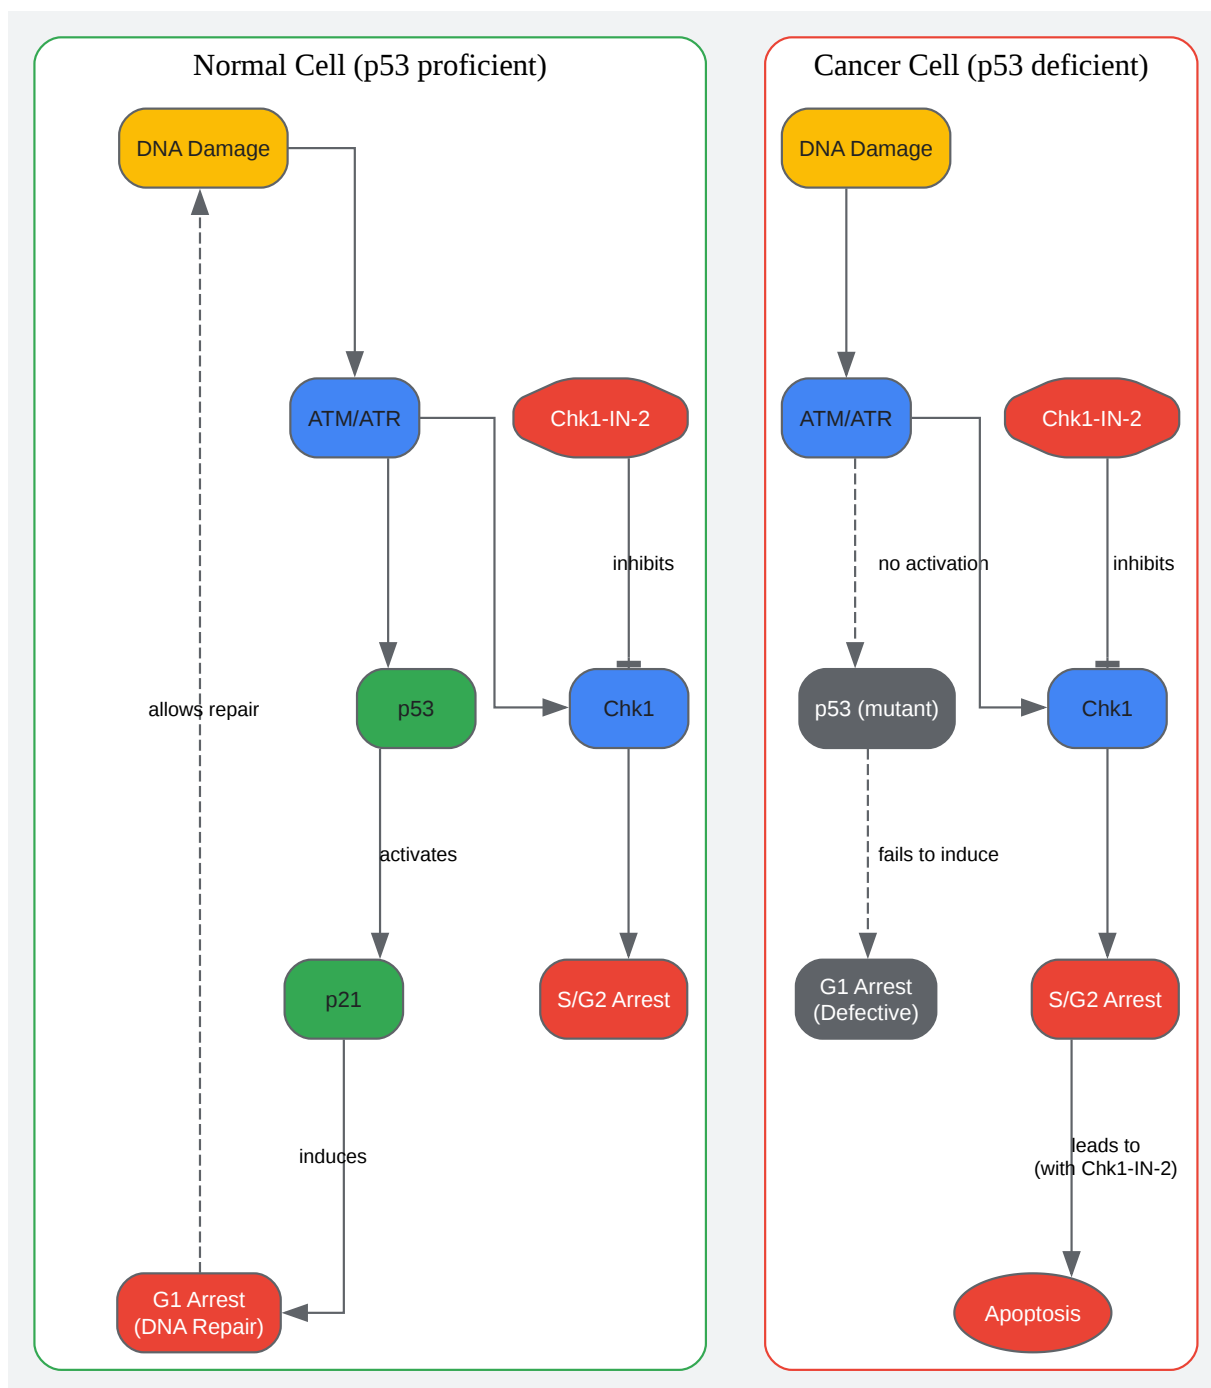 Normal Cell (p53 proficient)
DNA Damage
ATM/ATR
Chk1-IN-2
inhibits
p53
Chk1
allows repair
activates
p21
S/G2 Arrest
induces
G1 Arrest
(DNA Repair)
Cancer Cell (p53 deficient)
DNA Damage
ATM/ATR
Chk1-IN-2
no activation
inhibits
p53 (mutant)
Chk1
fails to induce
G1 Arrest
(Defective)
S/G2 Arrest
leads to
(with Chk1-IN-2)
Apoptosis